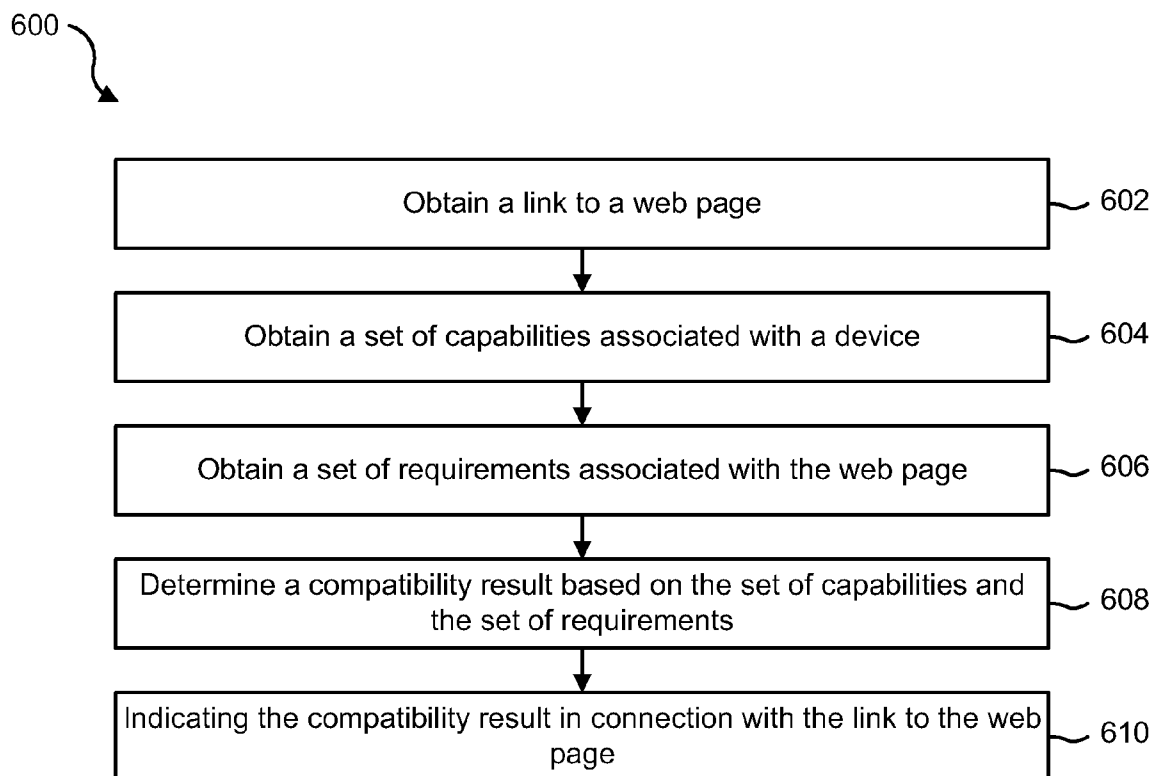 600
Obtain a link to a web page
602
Obtain a set of capabilities associated with a device
604
Obtain a set of requirements associated with the web page
606
Determine a compatibility result based on the set of capabilities and
the set of requirements
608
Indicating the compatibility result in connection with the link to the web
page
610